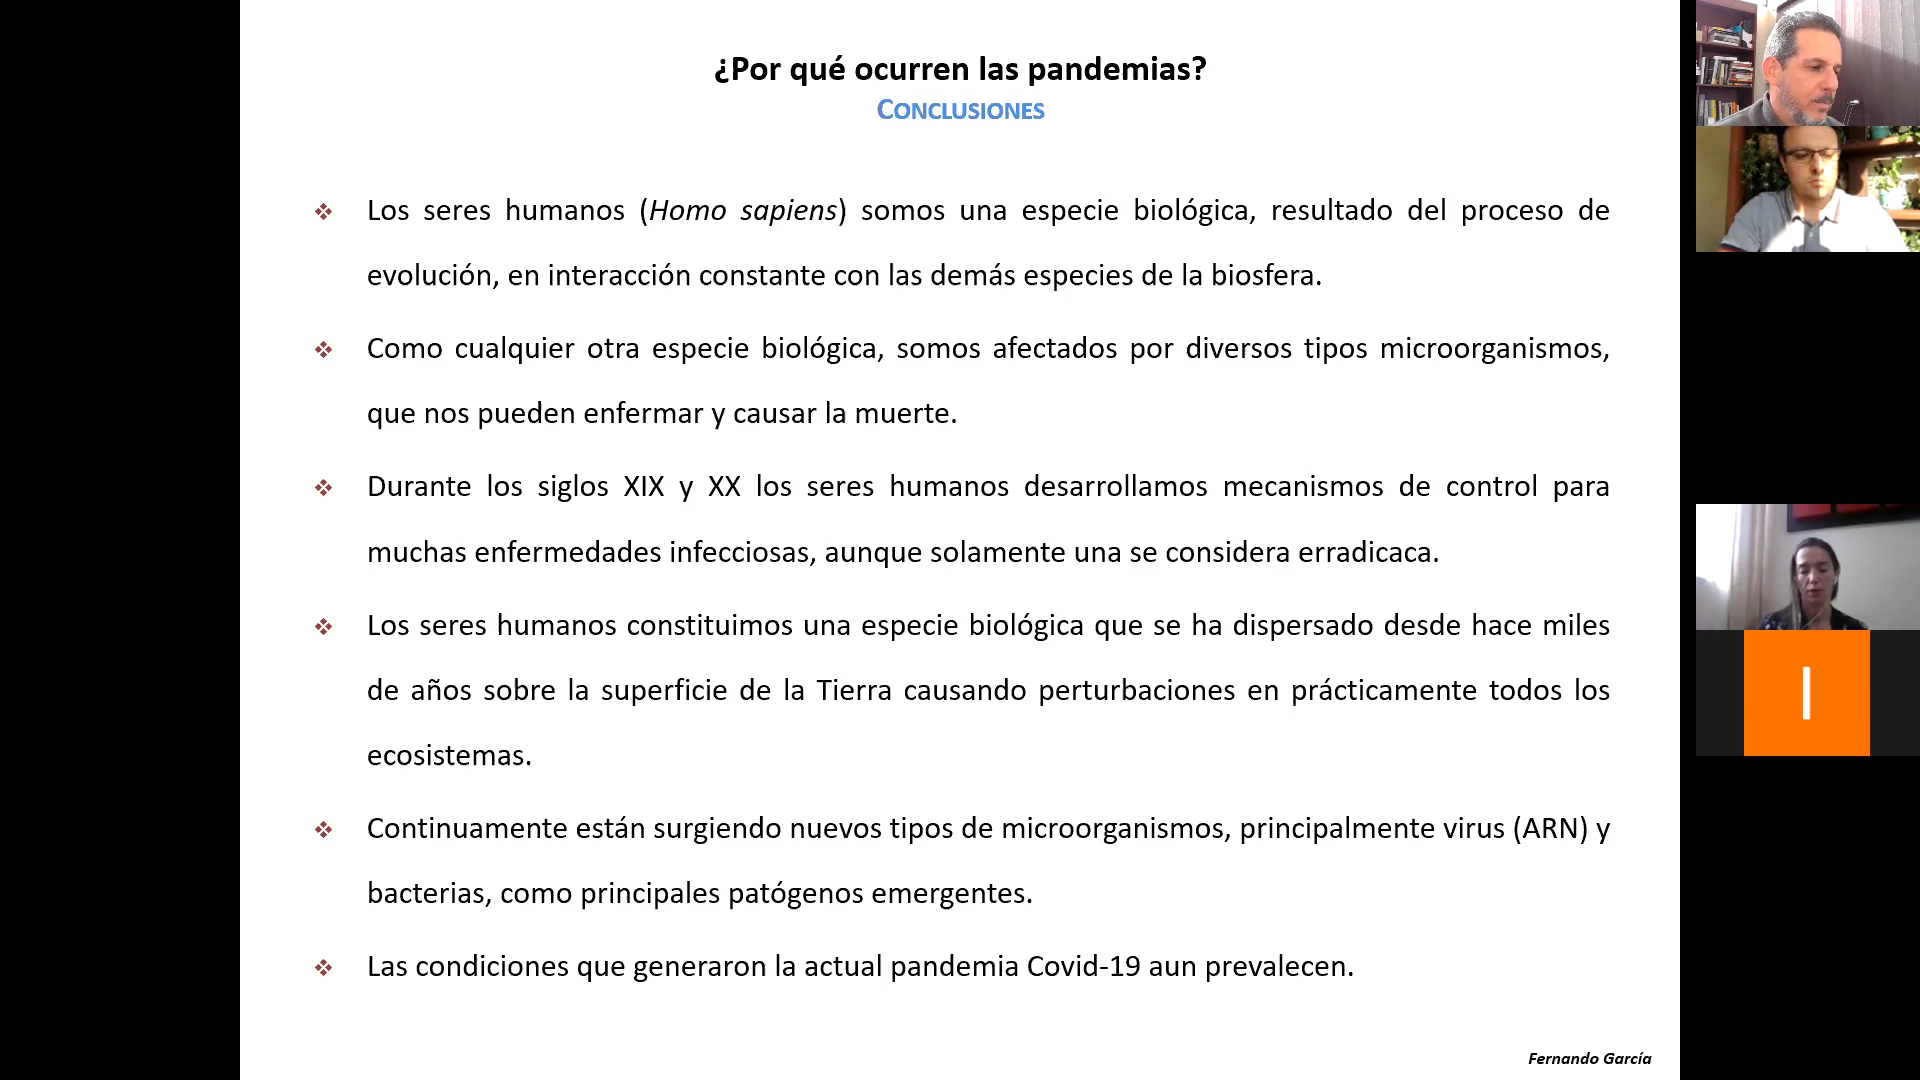 ¿Por qué ocurren las pandemias?
CONCLUSIONES
Los seres humanos (Homo sapiens) somos una especie biológica, resultado del proceso de
evolución, en interacción constante con las demás especies de la biosfera.
Como cualquier otra especie biológica, somos afectados por diversos tipos microorganismos,
que nos pueden enfermar y causar la muerte.
Durante los siglos XIX y XX los seres humanos desarrollamos mecanismos de control para
muchas enfermedades infecciosas, aunque solamente una se considera erradicaca.
Los seres humanos constituimos una especie biológica que se ha dispersado desde hace miles
de años sobre la superficie de la Tierra causando perturbaciones en prácticamente todos los
ecosistemas.
Continuamente están surgiendo nuevos tipos de microorganismos, principalmente virus (ARN) y
bacterias, como principales patógenos emergentes.
Las condiciones que generaron la actual pandemia Covid-19 aun prevalecen.
Fernando García
I